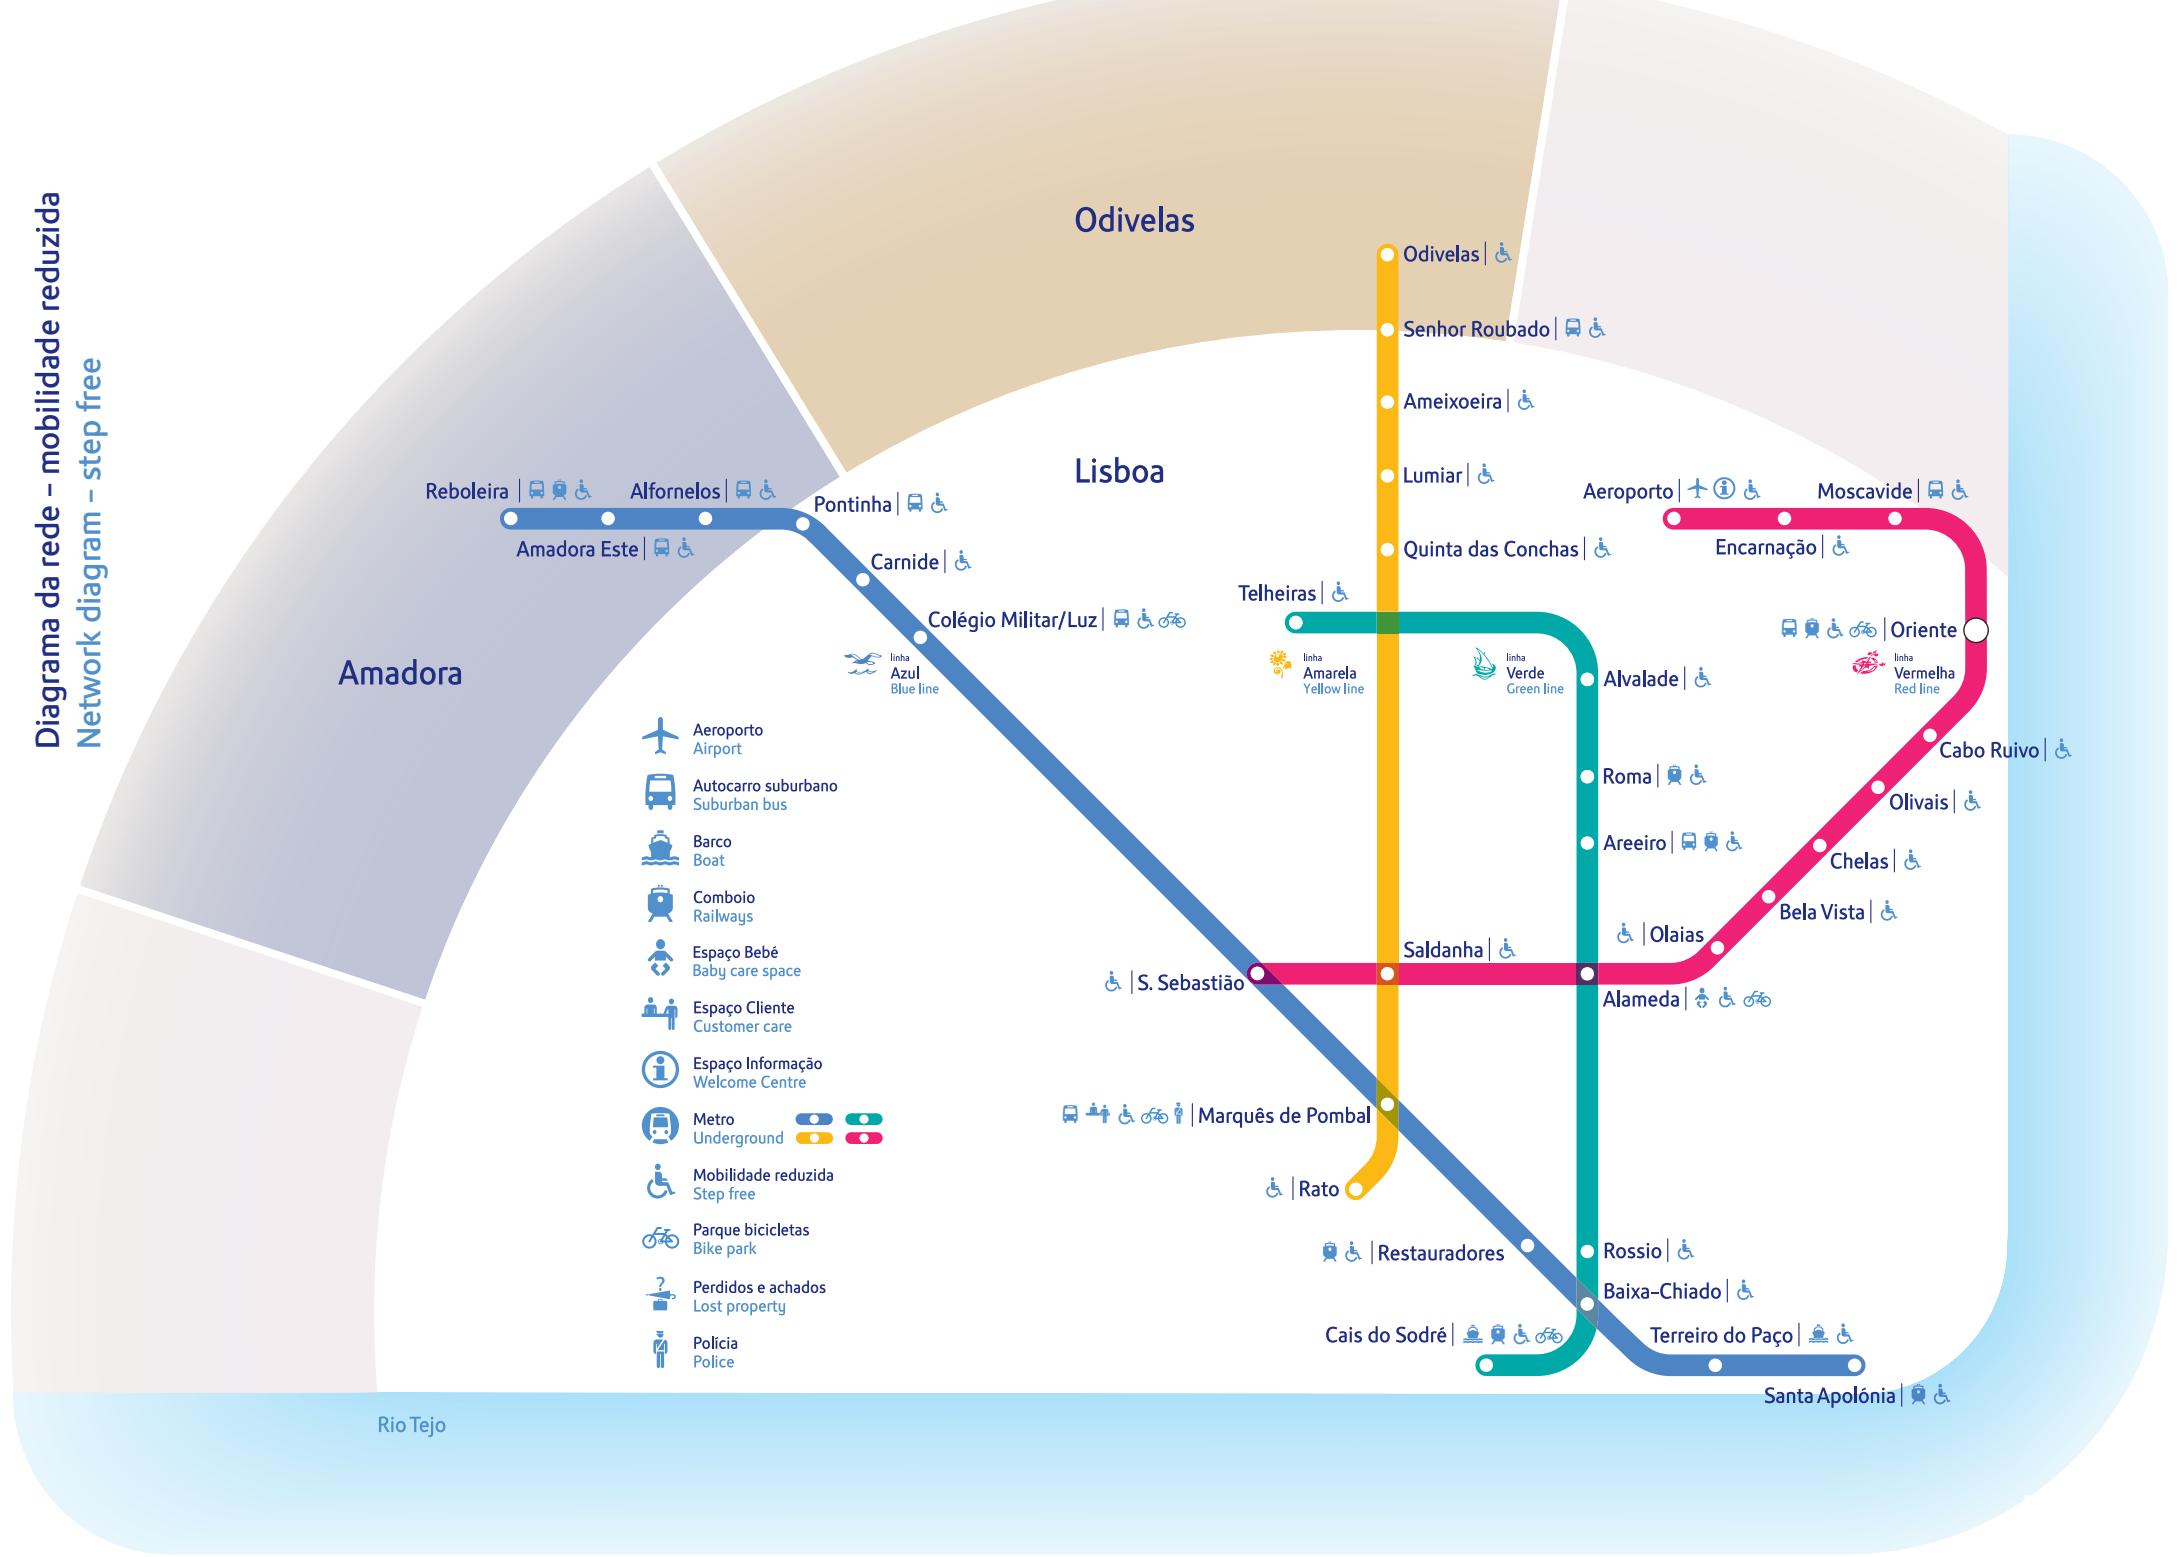 Diagrama da rede – mobilidade reduzida
Network diagram – step free
Odivelas
Odivelas
Senhor Roubado
Ameixoeira
Lisboa
Lumiar
Reboleira
Alfornelos
Pontinha
Aeroporto
Moscavide
Amadora Este
Encarnação
Quinta das Conchas
Carnide
Telheiras
Colégio Militar/Luz
Oriente
Amadora
linha
Azul
Blue line
linha
Amarela
Yellow line
linha
Verde
Green line
linha
Vermelha
Red line
Alvalade
Cabo Ruivo
Roma
Olivais
Areeiro
Chelas
Bela Vista
Olaias
Saldanha
S. Sebastião
Alameda
Marquês de Pombal
Rato
Restauradores
Rossio
Baixa-Chiado
Cais do Sodré
Terreiro do Paço
Santa Apolónia
Aeroporto
Airport
Autocarro suburbano
Suburban bus
Barco
Boat
Comboio
Railways
Espaço Bebé
Baby care space
Espaço Cliente
Customer care
Espaço Informação
Welcome Centre
Metro
Underground
Mobilidade reduzida
Step free
Parque bicicletas
Bike park
Perdidos e achados
Lost property
Polícia
Police
Rio Tejo